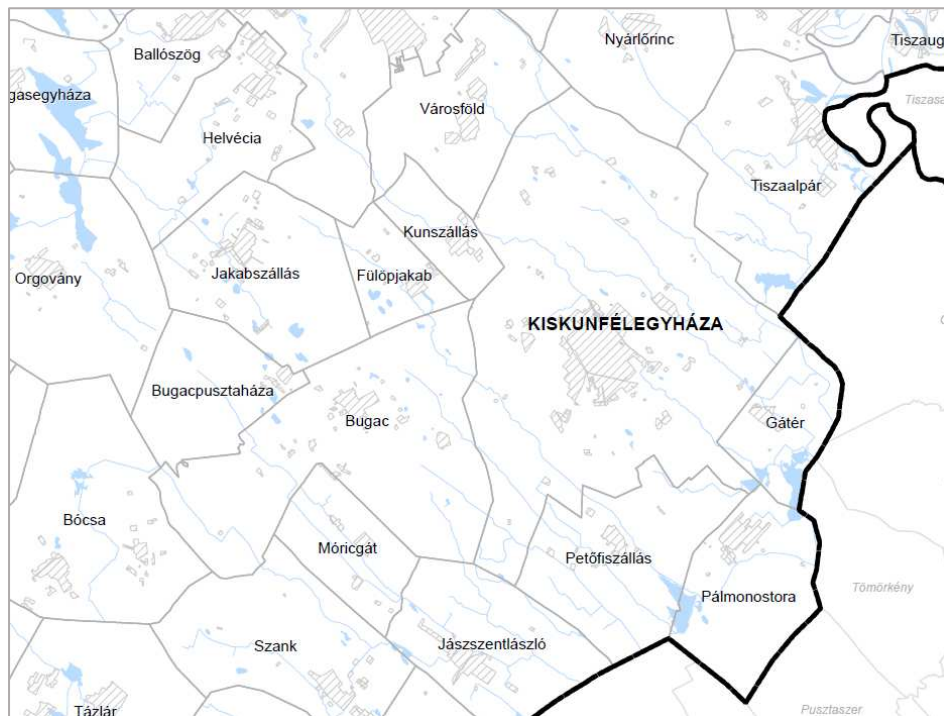 Nyárlőrinc
Tiszaug
Ballószög
gasegyháza
Tiszasa
Városföld
Helvécia
Tiszaalpár
Kunszállás
Orgovány
Jakabszállás
Fülöpjakab
KISKUNFÉLEGYHÁZA
Bugacpusztaháza
Bugac
Gátér
Bócsa
Móricgát
Petőfiszállás
Tömörkény
Pálmonostora
Szank
Jászszentlászló
Tázlár
Pusztaszer